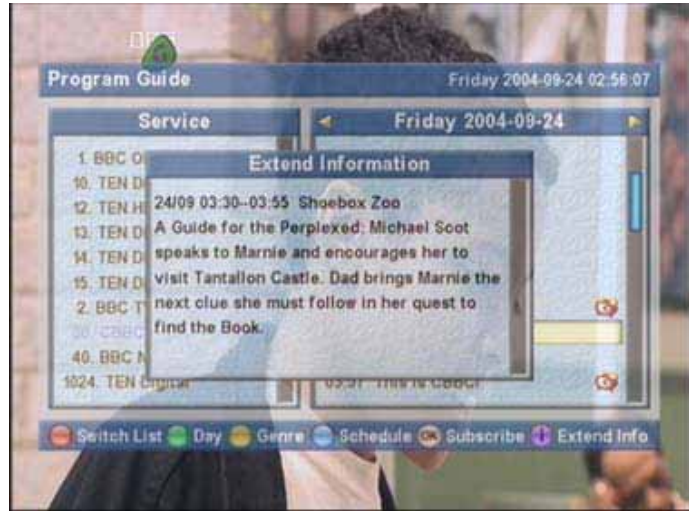 Program Guide
Friday 2004-09-24 02:56:07
Service
Friday 2004-09-24
1. BBC
10. TEN
12. TEN
13. TEN
14. TEN
15. TEN
2. BBC
40. BBC
1024. TEN Digital
Extend Information
24/09 03:30--03:55 Shoebox Zoo
A Guide for the Perplexed: Michael Scot
speaks to Marnie and encourages her to
visit Tantallon Castle. Dad brings Marnie the
next clue she must follow in her quest to
find the Book.
This is CBBC!
Switch List
Day
Genre
Schedule
OK Subscribe
Extend Info